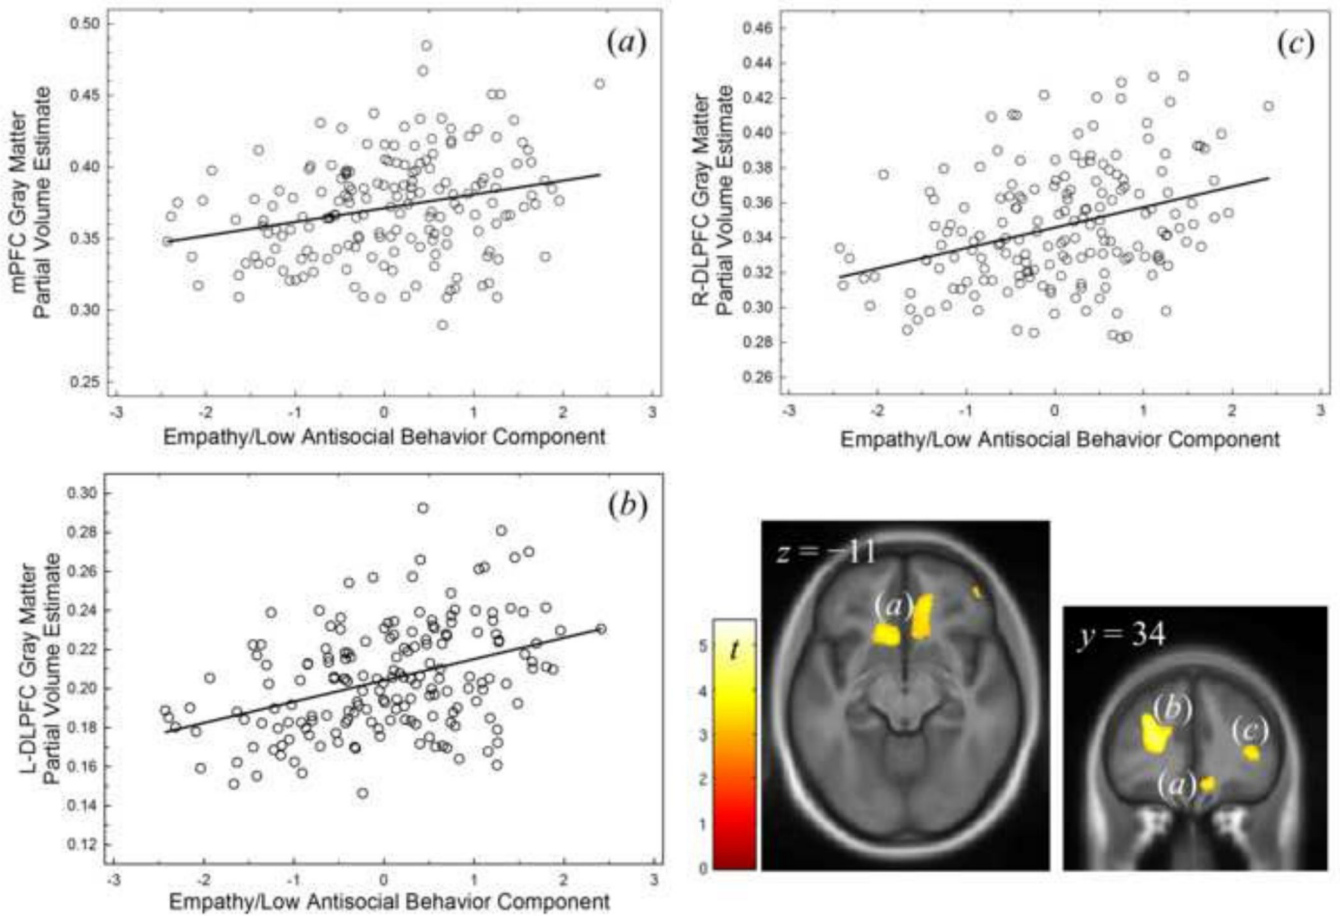 (a)
mPFC Gray Matter
Partial Volume Estimate
0.50
0.45
0.40
0.35
0.30
0.25
-3
-2
-1
0
1
2
3
Empathy/Low Antisocial Behavior Component
(c)
R-DLPFC Gray Matter
Partial Volume Estimate
0.46
0.44
0.42
0.40
0.38
0.36
0.34
0.32
0.30
0.28
0.26
-3
-2
-1
0
1
2
3
Empathy/Low Antisocial Behavior Component
(b)
L-DLPFC Gray Matter
Partial Volume Estimate
0.30
0.28
0.26
0.24
0.22
0.20
0.18
0.16
0.14
0.12
-3
-2
-1
0
1
2
3
Empathy/Low Antisocial Behavior Component
t
5
4
3
2
1
0
z = −11
(a)
y = 34
(b)
(c)
(a)